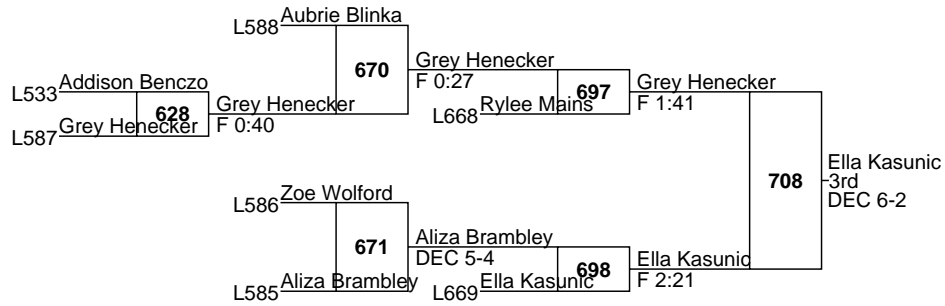 L588 Aubrie Blinka
670
Grey Henecker
F 0:27
L533 Addison Benczo
628
Grey Henecker
F 0:40
L587 Grey Henecker
697
L668 Rylee Mains
Grey Henecker
F 1:41
708
Ella Kasunic
3rd
DEC 6-2
L586 Zoe Wolford
671
Aliza Brambley
DEC 5-4
L585 Aliza Brambley
698
L669 Ella Kasunic
Ella Kasunic
F 2:21